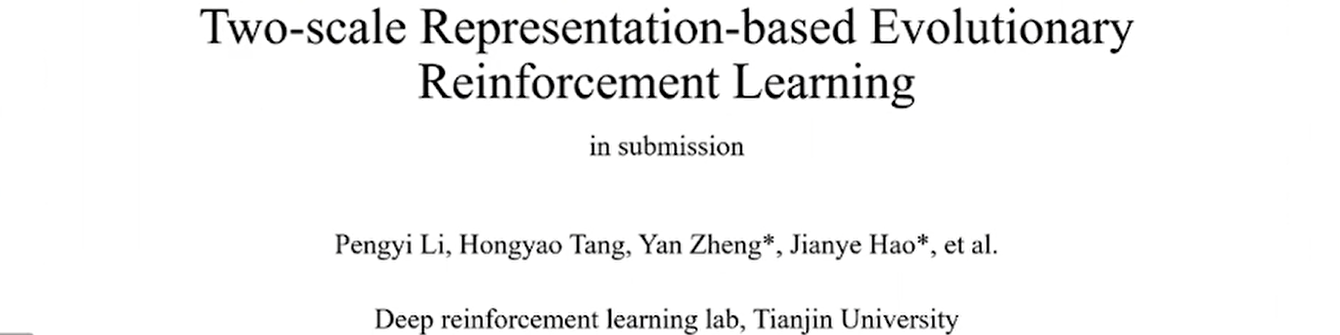 Two-scale Representation-based Evolutionary
Reinforcement Learning
in submission
Pengyi Li, Hongyao Tang, Yan Zheng*, Jianye Hao*, et al.
Deep reinforcement learning lab, Tianjin University